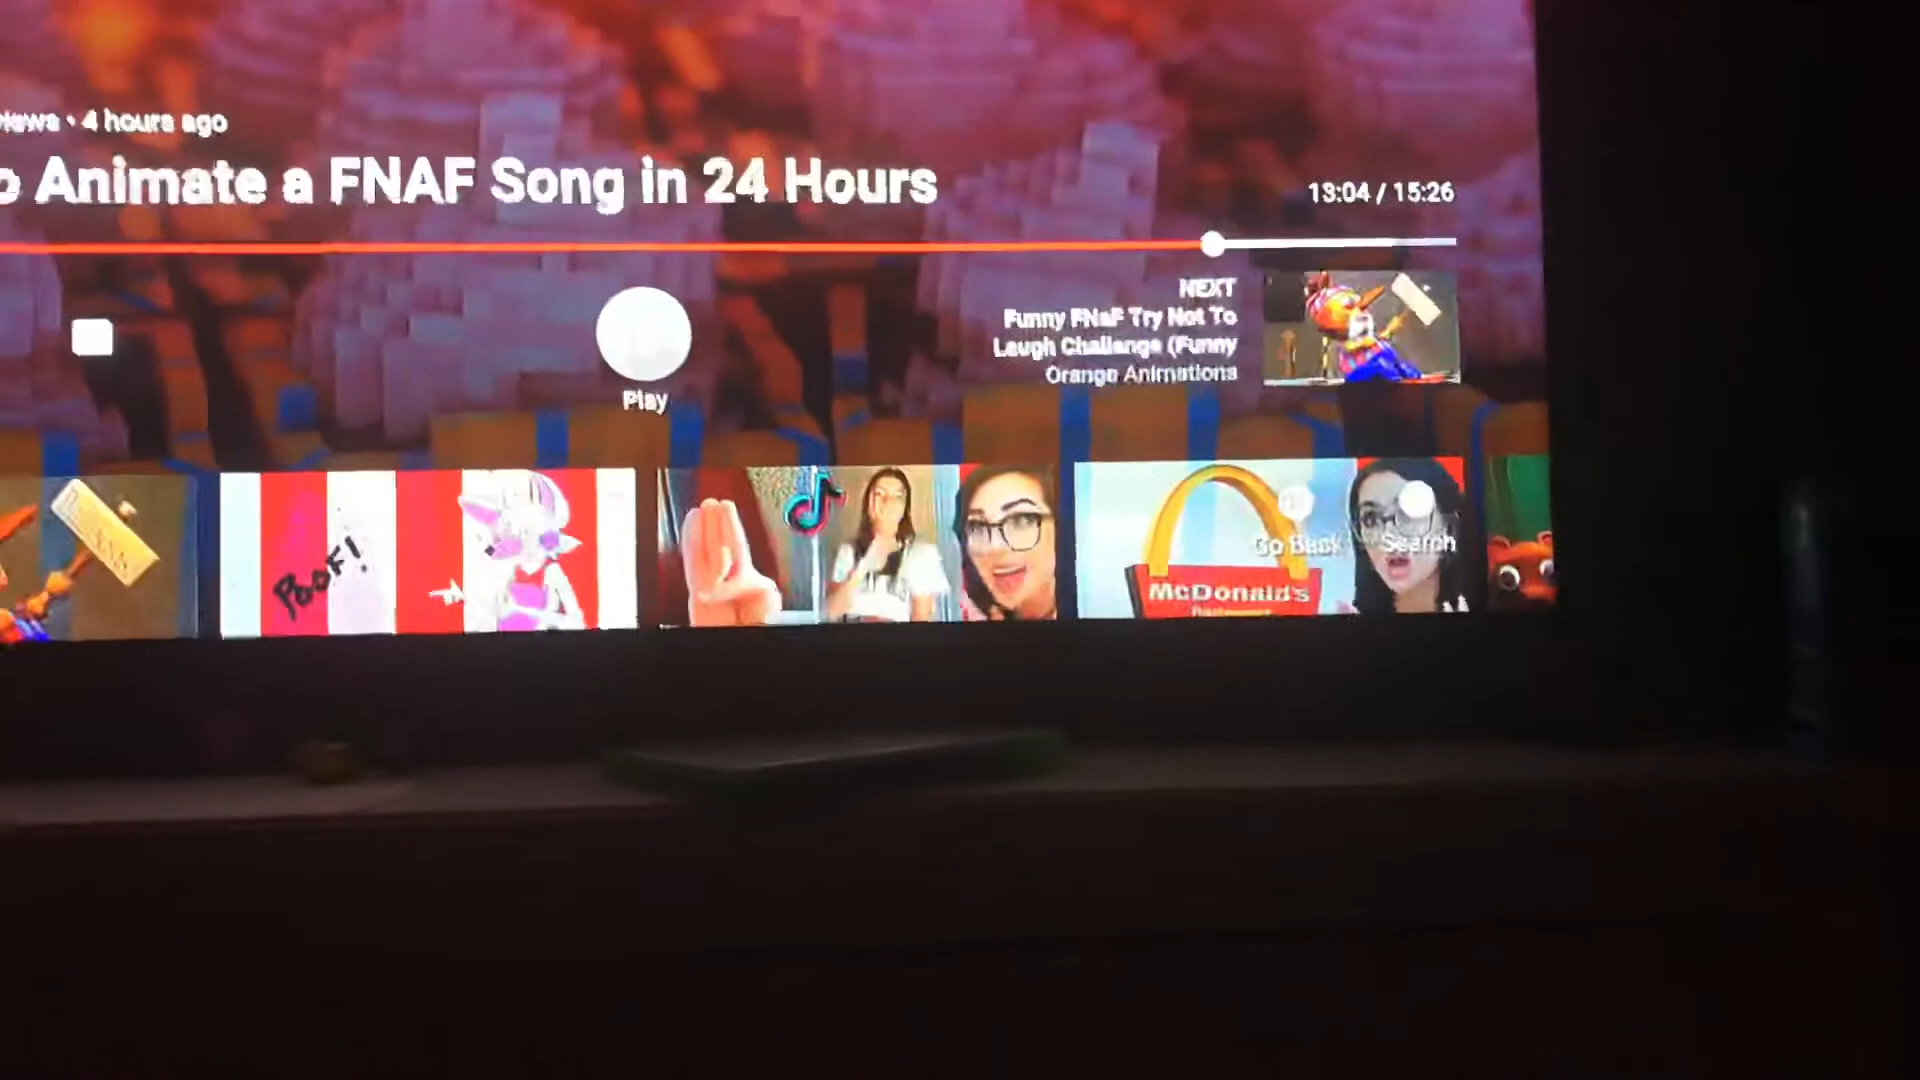 4 hours ago
Animate a FNAF Song in 24 Hours
13:04 / 15:26
NEXT
Funny FNaF Try Not To
Laugh Challenge (Funny
Orange Animations
Play
POOF!
Go Back
Search
McDonald's